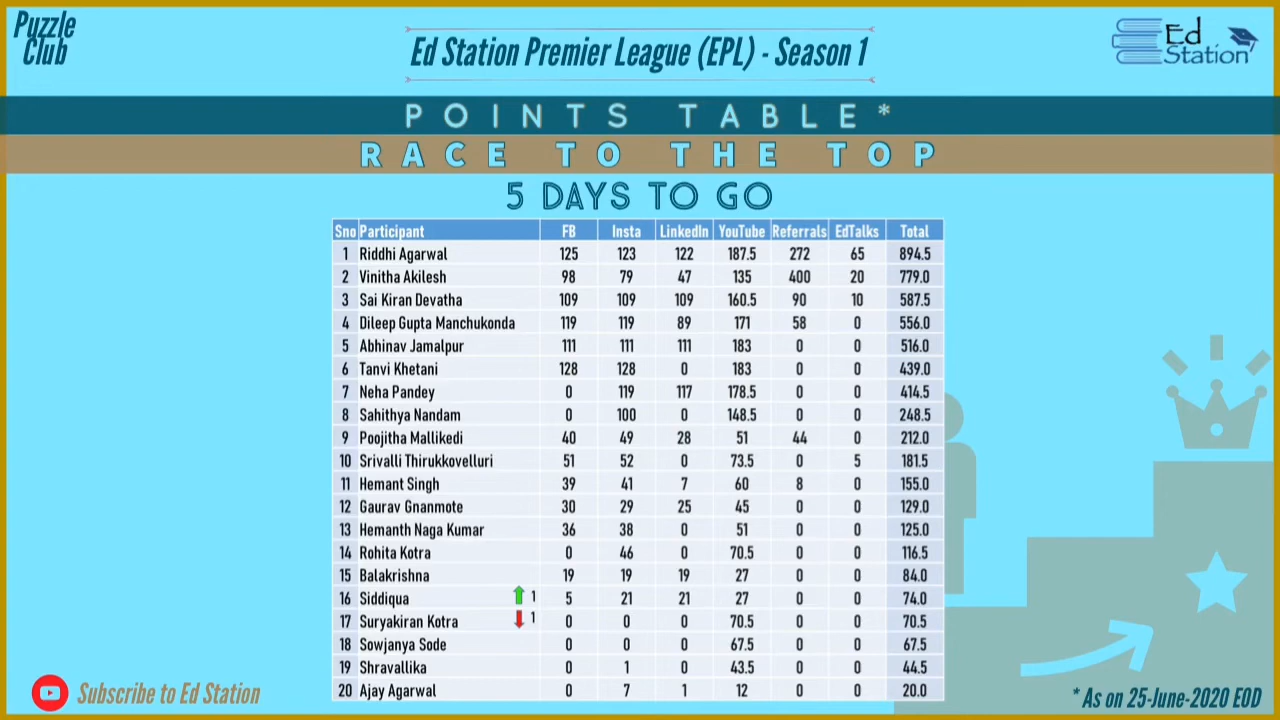 Puzzle
Club
Ed Station Premier League (EPL) - Season 1
Ed
Station
POINTS TABLE*
RACE TO THE TOP
5 DAYS TO GO
Sno Participant FB Insta LinkedIn YouTube Referrals EdTalks Total
1 Riddhi Agarwal 125 123 122 187.5 272 65 894.5
2 Vinitha Akilesh 98 79 47 135 400 20 779.0
3 Sai Kiran Devatha 109 109 109 160.5 90 10 587.5
4 Dileep Gupta Manchukonda 119 119 89 171 58 0 556.0
5 Abhinav Jamalpur 111 111 111 183 0 0 516.0
6 Tanvi Khetani 128 128 0 183 0 0 439.0
7 Neha Pandey 0 119 117 178.5 0 0 414.5
8 Sahithya Nandam 0 100 0 148.5 0 0 248.5
9 Poojitha Mallikedi 40 49 28 51 44 0 212.0
10 Srivalli Thirukkovelluri 51 52 0 73.5 0 5 181.5
11 Hemant Singh 39 41 7 60 8 0 155.0
12 Gaurav Gnanmote 30 29 25 45 0 0 129.0
13 Hemanth Naga Kumar 36 38 0 51 0 0 125.0
14 Rohita Kotra 0 46 0 70.5 0 0 116.5
15 Balakrishna 19 19 19 27 0 0 84.0
16 Siddiqua 1 5 21 21 27 0 0 74.0
17 Suryakiran Kotra 1 0 0 0 70.5 0 0 70.5
18 Sowjanya Sode 0 0 0 67.5 0 0 67.5
19 Shravallika 0 1 0 43.5 0 0 44.5
20 Ajay Agarwal 0 7 1 12 0 0 20.0
Subscribe to Ed Station
* As on 25-June-2020 EOD